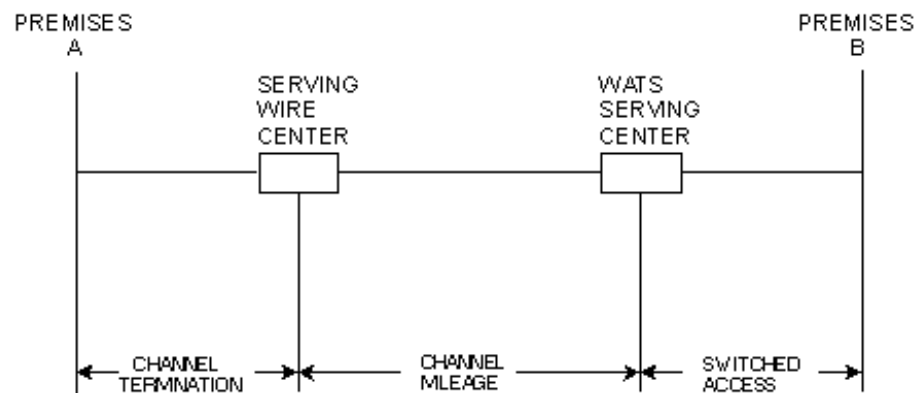 PREMISES
A
PREMISES
B
SERVING
WIRE
CENTER
WATS
SERVING
CENTER
CHANNEL
TERMNATION
CHANNEL
MLEAGE
SWITCHED
ACCESS